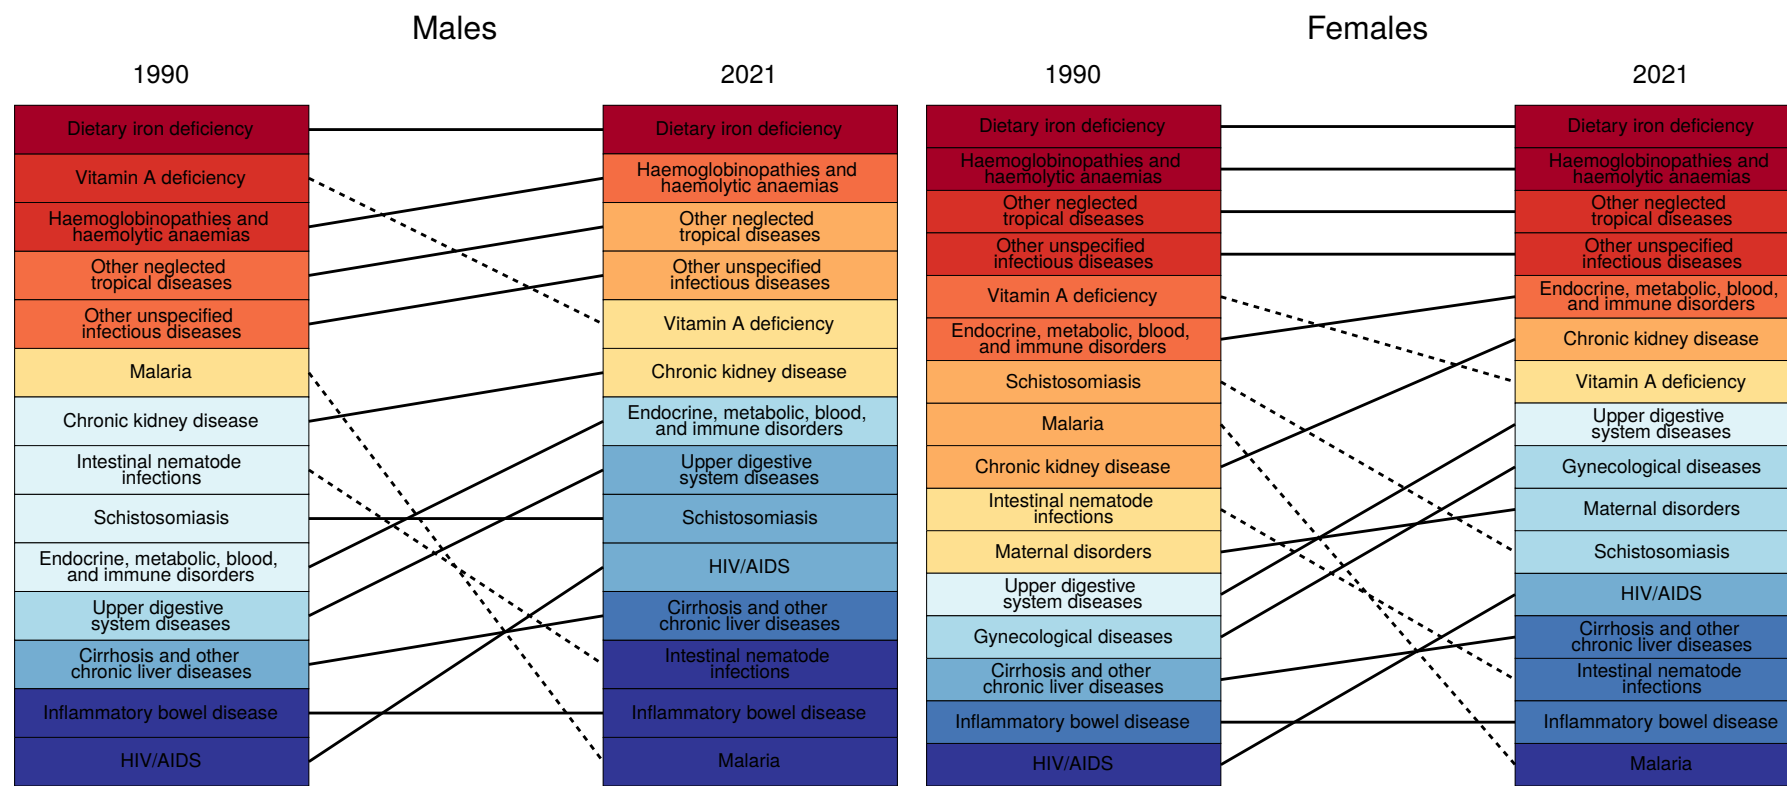 Males
1990
2021
Dietary iron deficiency
Vitamin A deficiency
Haemoglobinopathies and
haemolytic anaemias
Other neglected
tropical diseases
Other unspecified
infectious diseases
Malaria
Chronic kidney disease
Intestinal nematode
infections
Schistosomiasis
Endocrine, metabolic, blood,
and immune disorders
Upper digestive
system diseases
Cirrhosis and other
chronic liver diseases
Inflammatory bowel disease
HIV/AIDS
Dietary iron deficiency
Haemoglobinopathies and
haemolytic anaemias
Other neglected
tropical diseases
Other unspecified
infectious diseases
Vitamin A deficiency
Chronic kidney disease
Endocrine, metabolic, blood,
and immune disorders
Upper digestive
system diseases
Schistosomiasis
HIV/AIDS
Cirrhosis and other
chronic liver diseases
Intestinal nematode
infections
Inflammatory bowel disease
Malaria
Females
1990
2021
Dietary iron deficiency
Haemoglobinopathies and
haemolytic anaemias
Other neglected
tropical diseases
Other unspecified
infectious diseases
Vitamin A deficiency
Endocrine, metabolic, blood,
and immune disorders
Schistosomiasis
Malaria
Chronic kidney disease
Intestinal nematode
infections
Maternal disorders
Upper digestive
system diseases
Gynecological diseases
Cirrhosis and other
chronic liver diseases
Inflammatory bowel disease
HIV/AIDS
Dietary iron deficiency
Haemoglobinopathies and
haemolytic anaemias
Other neglected
tropical diseases
Other unspecified
infectious diseases
Endocrine, metabolic, blood,
and immune disorders
Chronic kidney disease
Vitamin A deficiency
Upper digestive
system diseases
Gynecological diseases
Maternal disorders
Schistosomiasis
HIV/AIDS
Cirrhosis and other
chronic liver diseases
Intestinal nematode
infections
Inflammatory bowel disease
Malaria